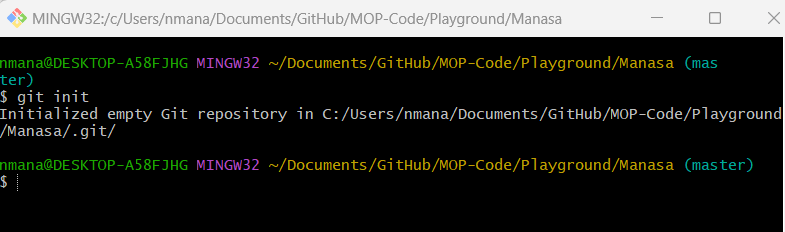 MINGW32:/c/Users/nmana/Documents/GitHub/MOP-Code/Playground/Manasa
nmana@DESKTOP-A58FJHG MINGW32 ~/Documents/GitHub/MOP-Code/Playground/Manasa (mas
ter)
$ git init
Initialized empty Git repository in C:/Users/nmana/Documents/GitHub/MOP-Code/Playground
/Manasa/.git/
nmana@DESKTOP-A58FJHG MINGW32 ~/Documents/GitHub/MOP-Code/Playground/Manasa (master)
$